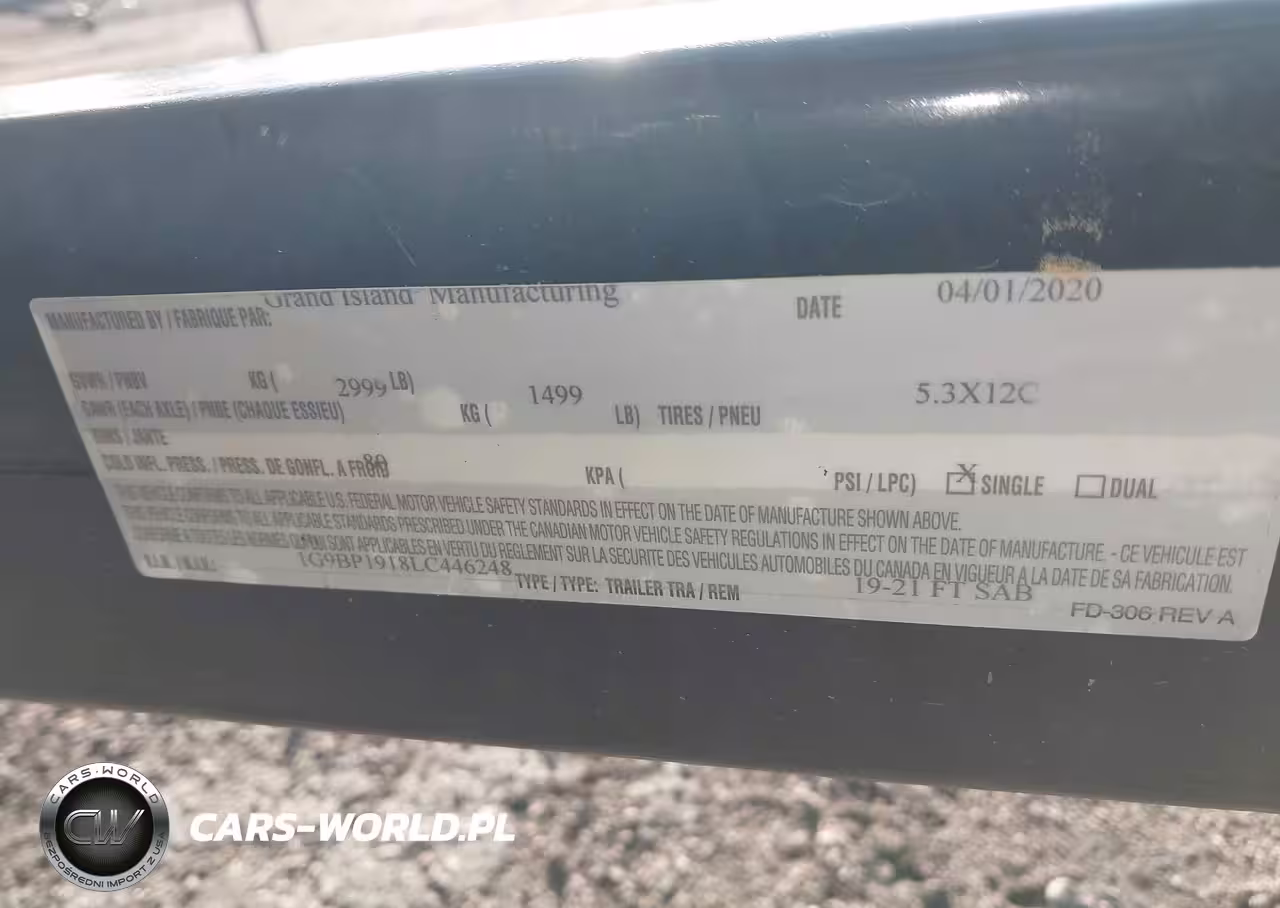 Grand Island Manufacturing
MANUFACTURED BY / FABRIQUE PAR: DATE 04/01/2020
GVWR / PNBV KG ( 2999 LB)
GAWR (EACH AXLE) / PNBE (CHAQUE ESSIEU) KG ( 1499 LB) TIRES / PNEU 5.3X12C
RIMS / JANTE
COLD INFL. PRESS. / PRESS. DE GONFL. A FROID 80 KPA ( PSI / LPC) X SINGLE DUAL
THIS VEHICLE CONFORMS TO ALL APPLICABLE U.S. FEDERAL MOTOR VEHICLE SAFETY STANDARDS IN EFFECT ON THE DATE OF MANUFACTURE SHOWN ABOVE.
THIS VEHICLE CONFORMS TO ALL APPLICABLE STANDARDS PRESCRIBED UNDER THE CANADIAN MOTOR VEHICLE SAFETY REGULATIONS IN EFFECT ON THE DATE OF MANUFACTURE. - CE VEHICULE EST
CONFORME A TOUTES LES NORMES QUI LUI SONT APPLICABLES EN VERTU DU REGLEMENT SUR LA SECURITE DES VEHICULES AUTOMOBILES DU CANADA EN VIGUEUR A LA DATE DE SA FABRICATION.
V.I.N. / N.I.V.: 1G9BP1918LC446248 TYPE / TYPE: TRAILER TRA / REM 19-21 FT SAB
FD-306 REV A
CARS-WORLD
CW
BEZPOŚREDNI IMPORT Z USA
CARS-WORLD.PL